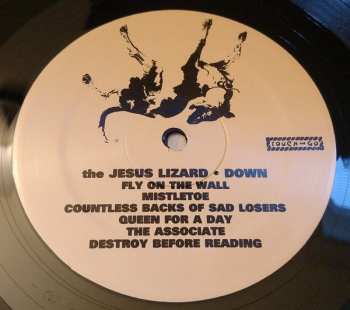 the JESUS LIZARD • DOWN
TOUCH AND GO
FLY ON THE WALL
MISTLETOE
COUNTLESS BACKS OF SAD LOSERS
QUEEN FOR A DAY
THE ASSOCIATE
DESTROY BEFORE READING